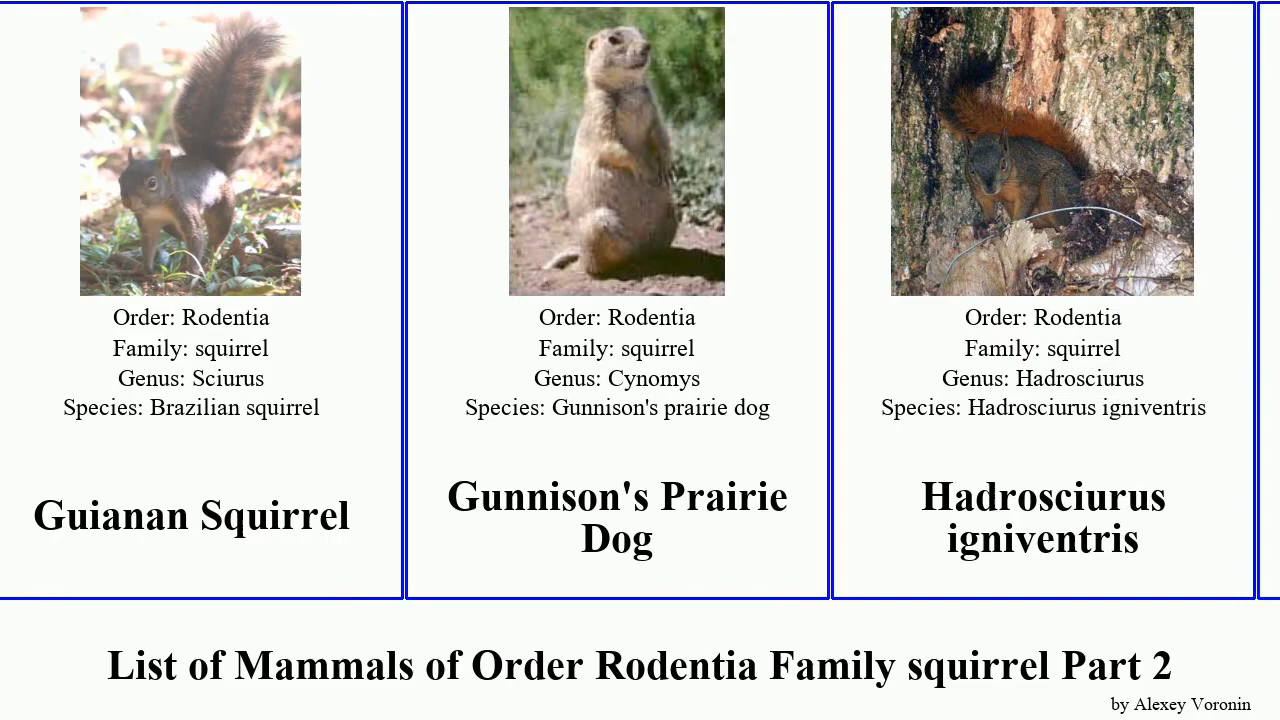 Order: Rodentia
Family: squirrel
Genus: Sciurus
Species: Brazilian squirrel
Guianan Squirrel
Order: Rodentia
Family: squirrel
Genus: Cynomys
Species: Gunnison's prairie dog
Gunnison's Prairie
Dog
Order: Rodentia
Family: squirrel
Genus: Hadrosciurus
Species: Hadrosciurus igniventris
Hadrosciurus
igniventris
List of Mammals of Order Rodentia Family squirrel Part 2
by Alexey Voronin